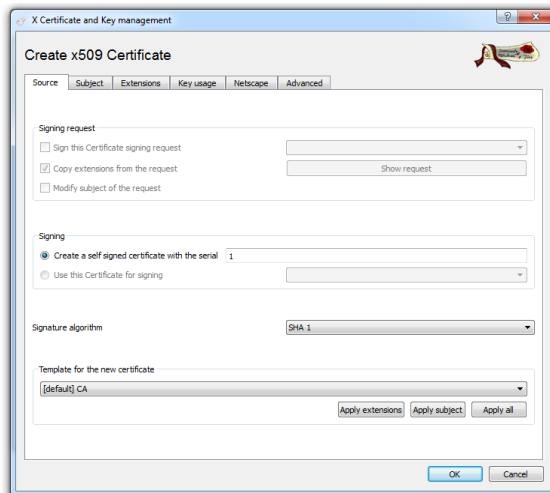 X Certificate and Key management
Create x509 Certificate
Source Subject Extensions Key usage Netscape Advanced
Signing request
Sign this Certificate signing request
Copy extensions from the request Show request
Modify subject of the request
Signing
Create a self signed certificate with the serial 1
Use this Certificate for signing
Signature algorithm SHA 1
Template for the new certificate
[default] CA
Apply extensions Apply subject Apply all
OK Cancel